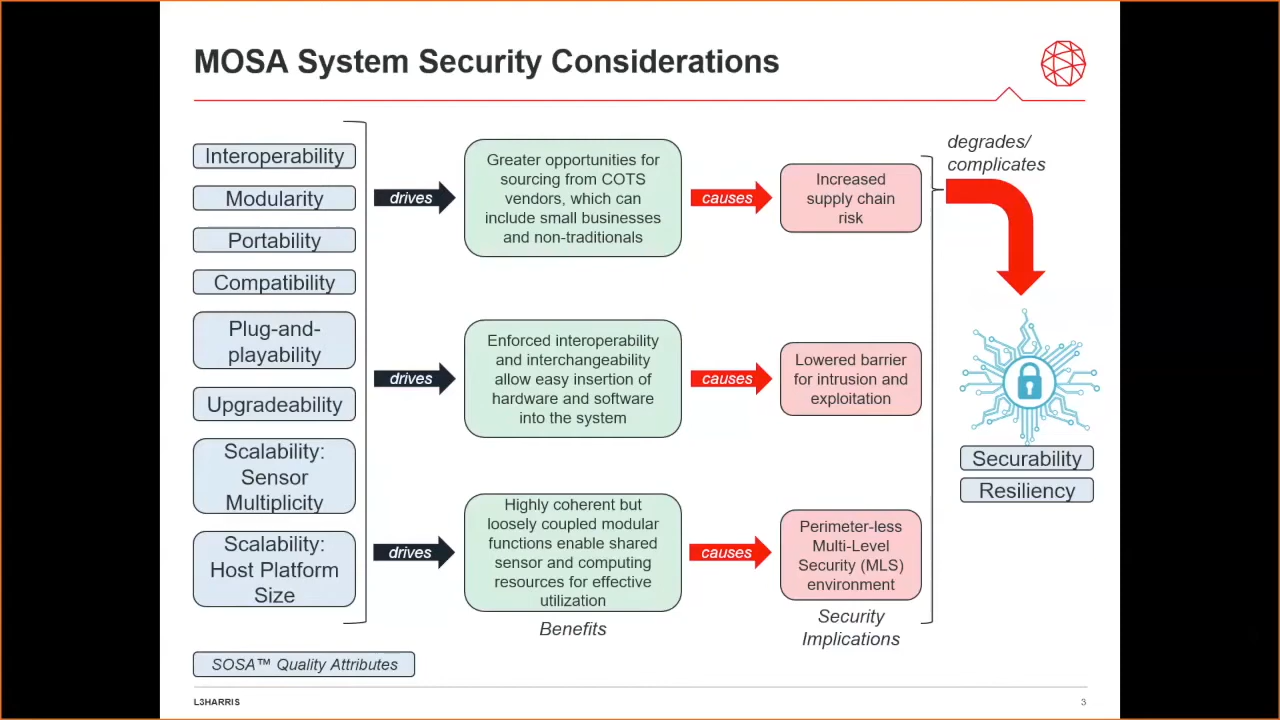 MOSA System Security Considerations
Interoperability
Modularity
Portability
Compatibility
Plug-and-
playability
Upgradeability
Scalability:
Sensor
Multiplicity
Scalability:
Host Platform
Size
SOSA™ Quality Attributes
drives
Greater opportunities for
sourcing from COTS
vendors, which can
include small businesses
and non-traditionals
causes
Increased
supply chain
risk
drives
Enforced interoperability
and interchangeability
allow easy insertion of
hardware and software
into the system
causes
Lowered barrier
for intrusion and
exploitation
drives
Highly coherent but
loosely coupled modular
functions enable shared
sensor and computing
resources for effective
utilization
Benefits
causes
Perimeter-less
Multi-Level
Security (MLS)
environment
Security
Implications
degrades/
complicates
Securability
Resiliency
L3HARRIS
3